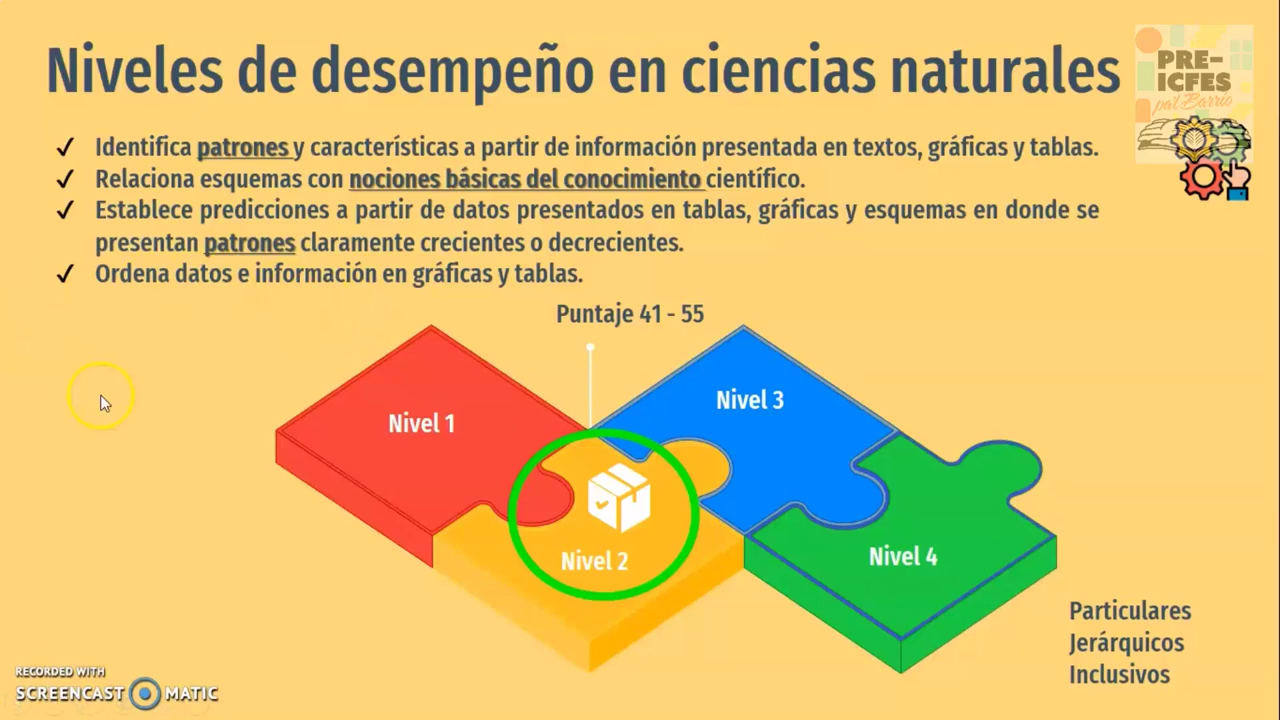 Niveles de desempeño en ciencias naturales
PRE-
ICFES
pal Barrio
✓ Identifica patrones y características a partir de información presentada en textos, gráficas y tablas.
✓ Relaciona esquemas con nociones básicas del conocimiento científico.
✓ Establece predicciones a partir de datos presentados en tablas, gráficas y esquemas en donde se
presentan patrones claramente crecientes o decrecientes.
✓ Ordena datos e información en gráficas y tablas.
Puntaje 41 - 55
Nivel 1
Nivel 3
Nivel 2
Nivel 4
Particulares
Jerárquicos
Inclusivos
RECORDED WITH
SCREENCAST MATIC